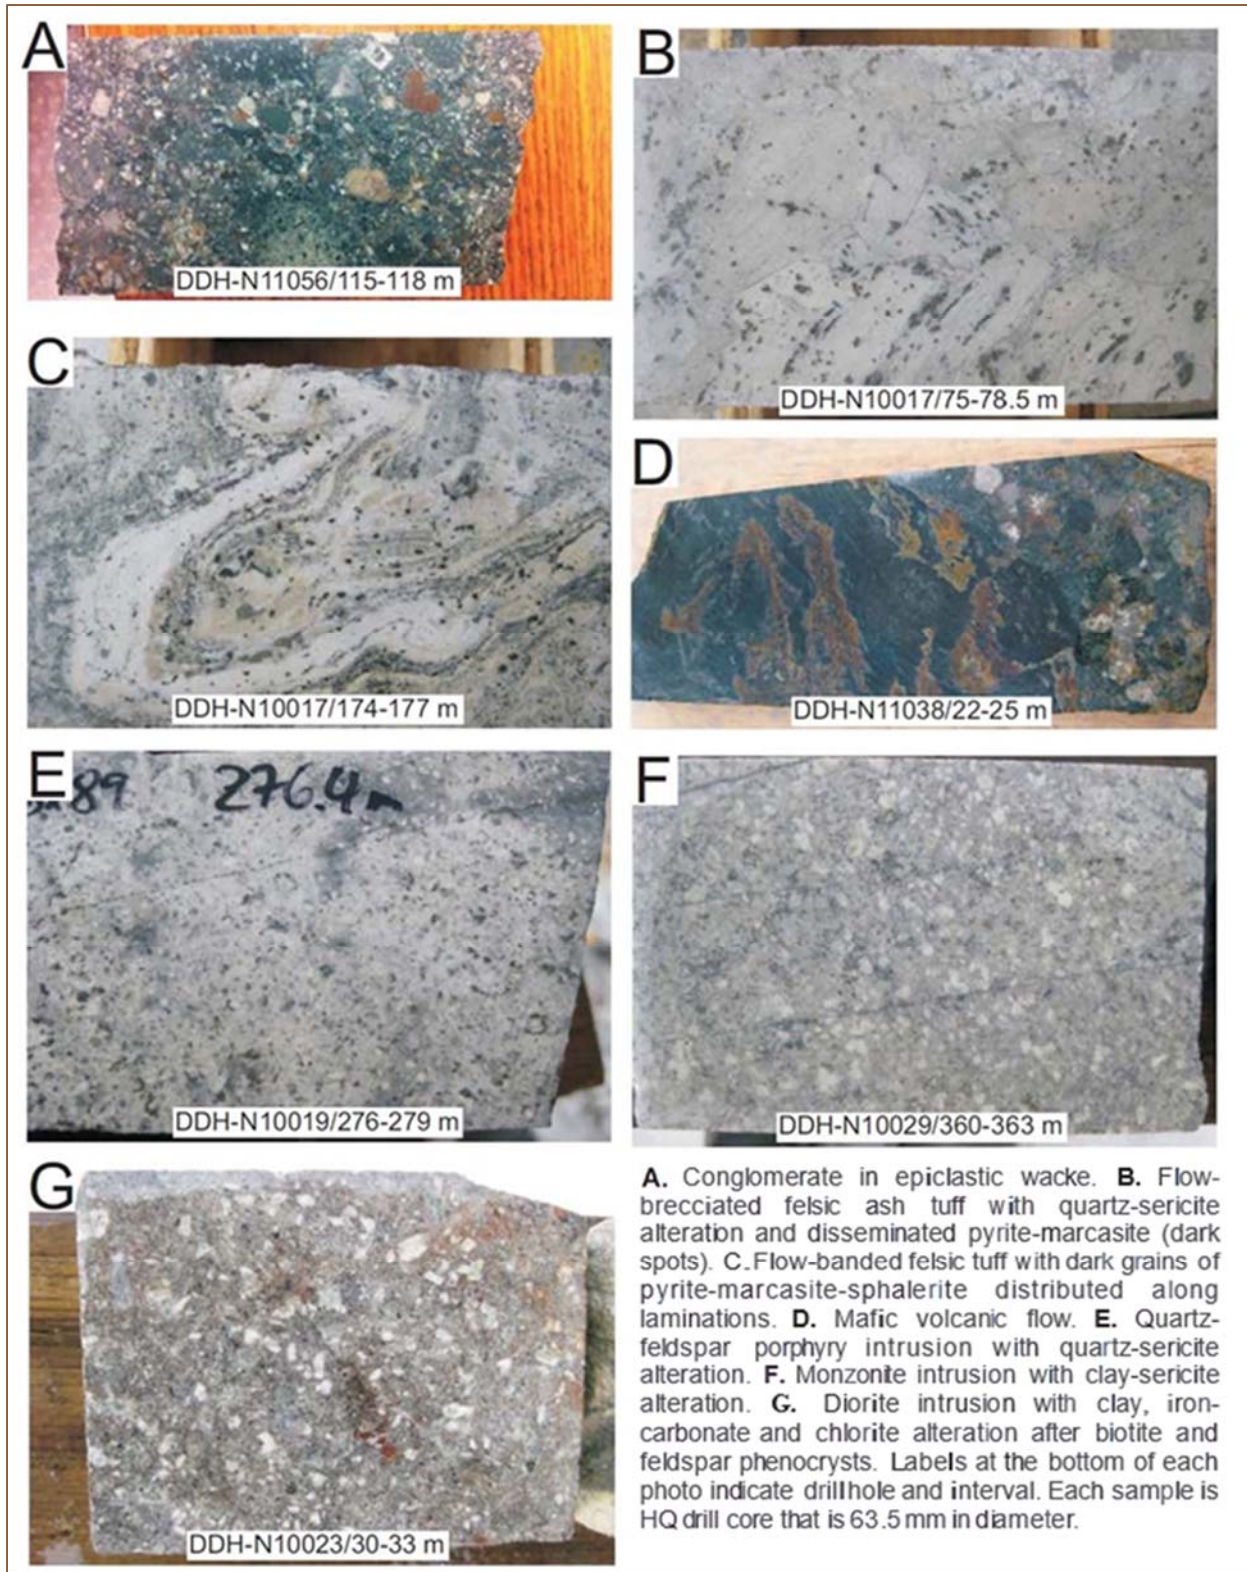 A
DDH-N11056/115-118 m
B
DDH-N10017/75-78.5 m
C
DDH-N10017/174-177 m
D
DDH-N11038/22-25 m
E
89 276.4m
DDH-N10019/276-279 m
F
DDH-N10029/360-363 m
G
DDH-N10023/30-33 m
A. Conglomerate in epiclastic wacke. B. Flow-
brecciated felsic ash tuff with quartz-sericite
alteration and disseminated pyrite-marcasite (dark
spots). C. Flow-banded felsic tuff with dark grains of
pyrite-marcasite-sphalerite distributed along
laminations. D. Mafic volcanic flow. E. Quartz-
feldspar porphyry intrusion with quartz-sericite
alteration. F. Monzonite intrusion with clay-sericite
alteration. G. Diorite intrusion with clay, iron-
carbonate and chlorite alteration after biotite and
feldspar phenocrysts. Labels at the bottom of each
photo indicate drillhole and interval. Each sample is
HQ drill core that is 63.5 mm in diameter.